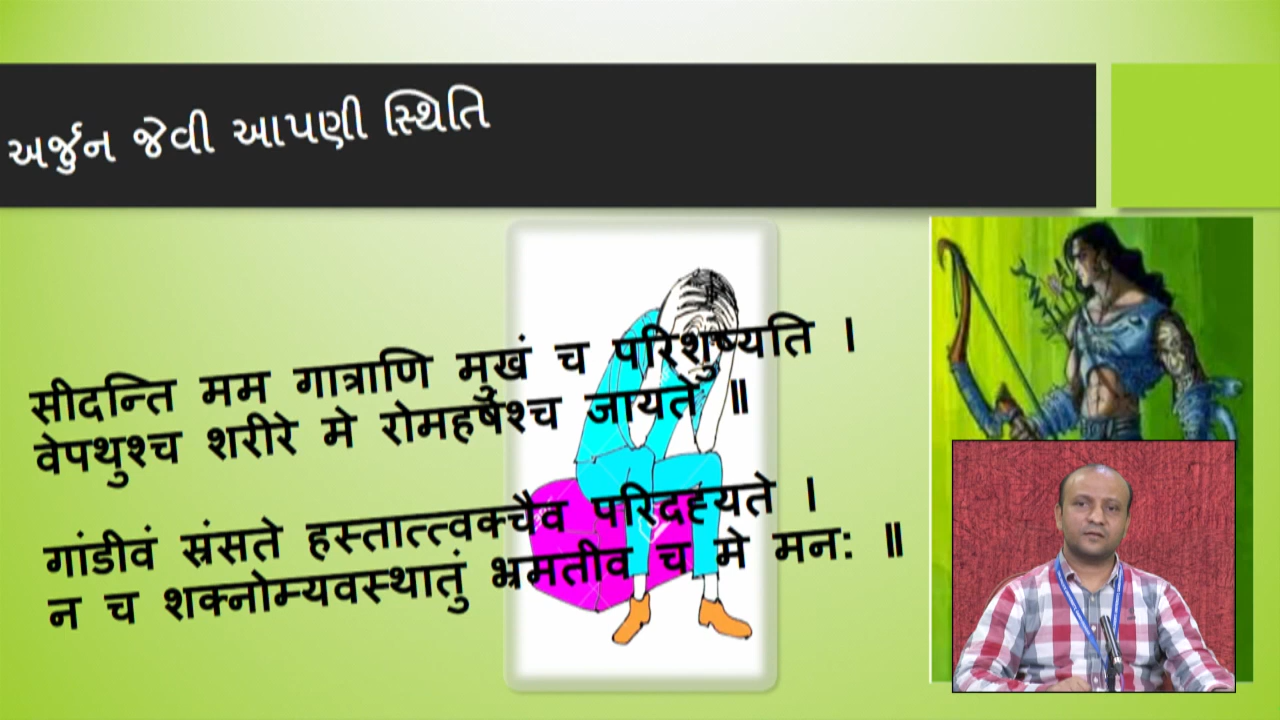 અર્જુન જેવી આપણી સ્થિતિ
सीदन्ति मम गात्राणि मुखं च परिशुष्यति ।
वेपथुश्च शरीरे मे रोमहर्षश्च जायते ॥
गांडीवं स्रंसते हस्तात्त्वक्चैव परिदह्यते ।
न च शक्नोम्यवस्थातुं भ्रमतीव च मे मन: ॥